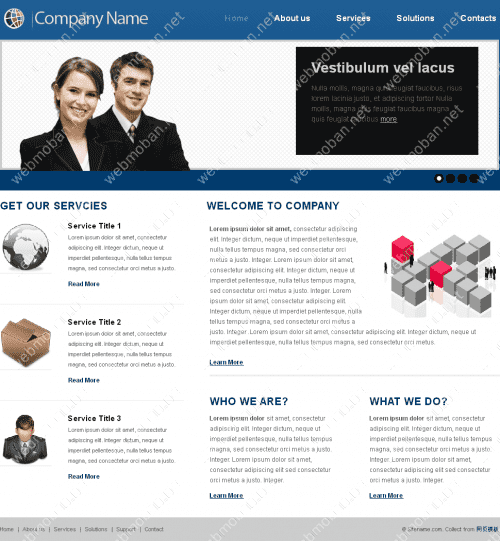 Company Name
Home About us Services Solutions Contacts
Vestibulum vel lacus
Nulla mollis, magna quis feugiat faucibus, risus
lorem lacinia justo, et adipiscing tortor Nulla
mollis, magna quis feugiat faucibus magna
quis feugiat faucibus more
GET OUR SERVCIES
Service Title 1
Lorem ipsum dolor sit amet, consectetur
adipiscing elit. Integer dictum, neque ut
imperdiet pellentesque, nulla tellus tempus
magna, sed consectetur orci metus a justo.
Read More
Service Title 2
Lorem ipsum dolor sit amet, consectetur
adipiscing elit. Integer dictum, neque ut
imperdiet pellentesque, nulla tellus tempus
magna, sed consectetur orci metus a justo.
Read More
Service Title 3
Lorem ipsum dolor sit amet, consectetur
adipiscing elit. Integer dictum, neque ut
imperdiet pellentesque, nulla tellus tempus
magna, sed consectetur orci metus a justo.
Read More
WELCOME TO COMPANY
Lorem ipsum dolor sit amet, consectetur adipiscing
elit. Integer dictum, neque ut imperdiet pellentesque,
nulla tellus tempus magna, sed consectetur orci
metus a justo. Integer. Lorem ipsum dolor sit amet,
consectetur adipiscing elit. Integer dictum, neque ut
imperdiet pellentesque, nulla tellus tempus magna,
sed consectetur orci metus a justo. Integer. Lorem
ipsum dolor sit amet, consectetur adipiscing elit.
Integer dictum, neque ut imperdiet pellentesque, nulla
tellus tempus magna, sed consectetur orci metus a
justo. Integer. Lorem ipsum dolor sit amet, consectetur adipiscing elit. Integer dictum, neque ut
imperdiet pellentesque, nulla tellus tempus magna, sed consectetur orci metus.
Learn More
WHO WE ARE?
Lorem ipsum dolor sit amet, consectetur
adipiscing elit. Integer dictum, neque ut
imperdiet pellentesque, nulla tellus tempus
magna, sed consectetur orci metus a justo.
Integer. Lorem ipsum dolor sit amet,
consectetur adipiscing elit sed consectetur
orci metus a justo. Integer.
Learn More
WHAT WE DO?
Lorem ipsum dolor sit amet, consectetur
adipiscing elit. Integer dictum, neque ut
imperdiet pellentesque, nulla tellus tempus
magna, sed consectetur orci metus a justo.
Integer. Lorem ipsum dolor sit amet,
consectetur adipiscing elit sed consectetur
orci metus a justo. Integer.
Learn More
Home | About Us | Services | Solutions | Support | Contact
© Sitename.com. Collect from 网页模板
webmoban.net